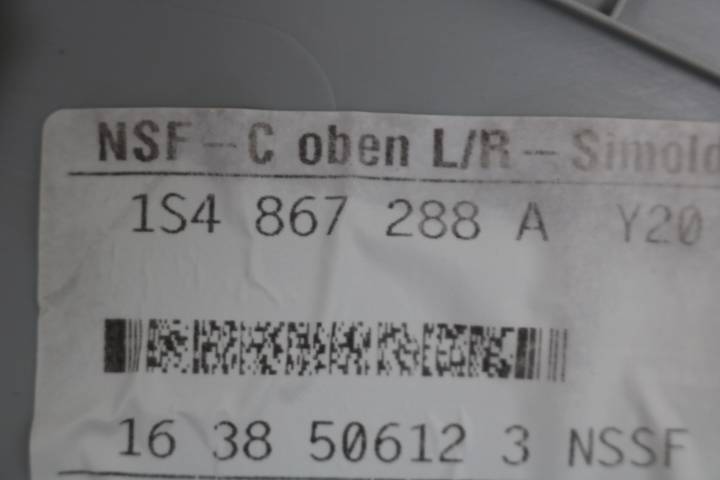 NSF-C oben L/R - Simold
1S4 867 288 A Y20
16 38 50612 3 NSSF